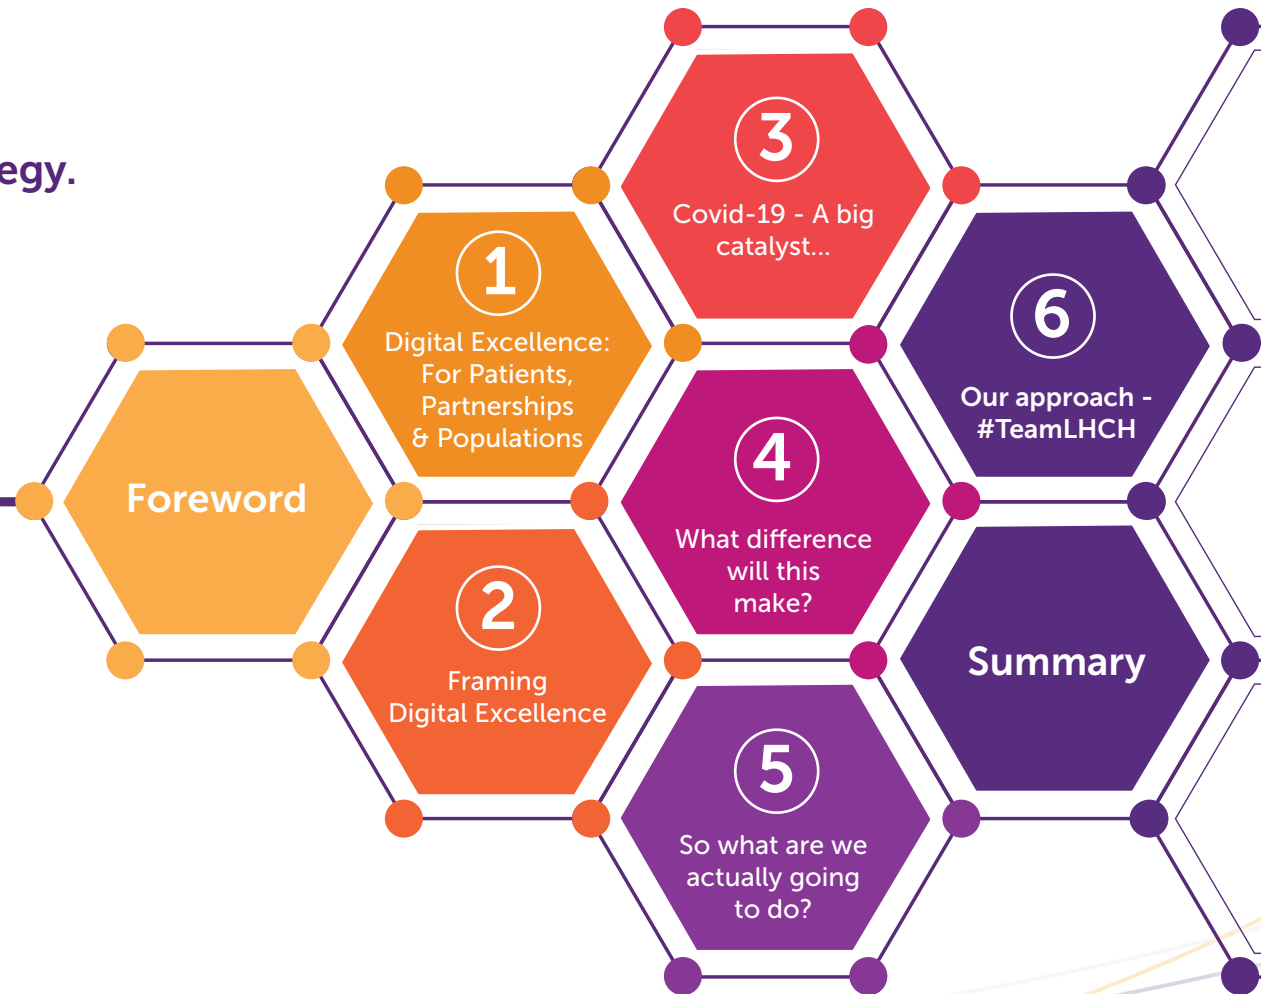 egy.
Foreword
1
Digital Excellence:
For Patients,
Partnerships
& Populations
2
Framing
Digital Excellence
3
Covid-19 - A big
catalyst...
4
What difference
will this
make?
5
So what are we
actually going
to do?
6
Our approach -
#TeamLHCH
Summary